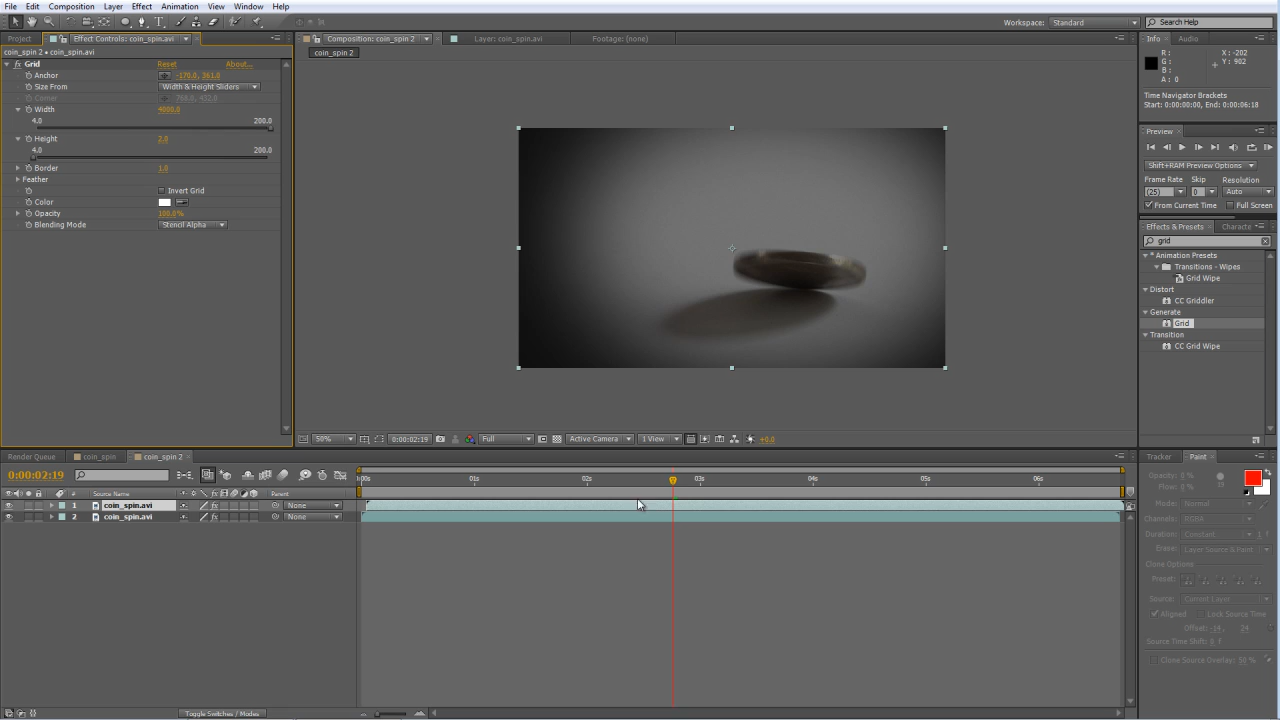 File Edit Composition Layer Effect Animation View Window Help
Workspace: Standard Search Help
Project Effect Controls: coin_spin.avi Composition: coin_spin 2 Layer: coin_spin.avi Footage: (none) Info Audio
coin_spin 2 • coin_spin.avi coin_spin 2
Grid Reset About...
Anchor -170.0, 361.0
Size From Width & Height Sliders
Corner
Width 4000.0
4.0 200.0
Height 2.0
4.0 200.0
Border 1.0
Feather
Invert Grid
Color
Opacity 100.0%
Blending Mode Stencil Alpha
R :
G :
B :
A : 0
X : -202
Y : 902
Time Navigator Brackets
Start: 0:00:00:00, End: 0:00:06:18
Preview
Shift+RAM Preview Options
Frame Rate Skip Resolution
(25) 0 Auto
From Current Time Full Screen
Effects & Presets Characte
grid
* Animation Presets
Transitions - Wipes
Grid Wipe
Distort
CC Griddler
Generate
Grid
Transition
CC Grid Wipe
50% 0:00:02:19 Full Active Camera 1 View +0.0
Render Queue coin_spin coin_spin 2
0:00:02:19
01s 02s 03s 04s 05s 06s
# Source Name Parent
1 coin_spin.avi None
2 coin_spin.avi None
Toggle Switches / Modes
Tracker Paint
Opacity: 0 %
Flow: 0 %
Mode: Normal
Channels: RGBA
Duration: Constant
Erase: Layer Source & Paint
Clone Options
Preset:
Source: Current Layer
Aligned Lock Source Time
Offset: -14 , 24
Source Time Shift: 0 f
Clone Source Overlay: 50 %